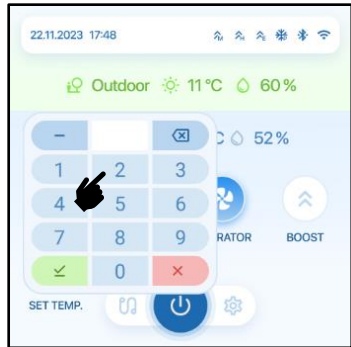 22.11.2023 17:48
Outdoor 11 °C 60 %
C 52 %
−
1 2 3
4 5 6
7 8 9
0 ×
RATOR BOOST
SET TEMP.